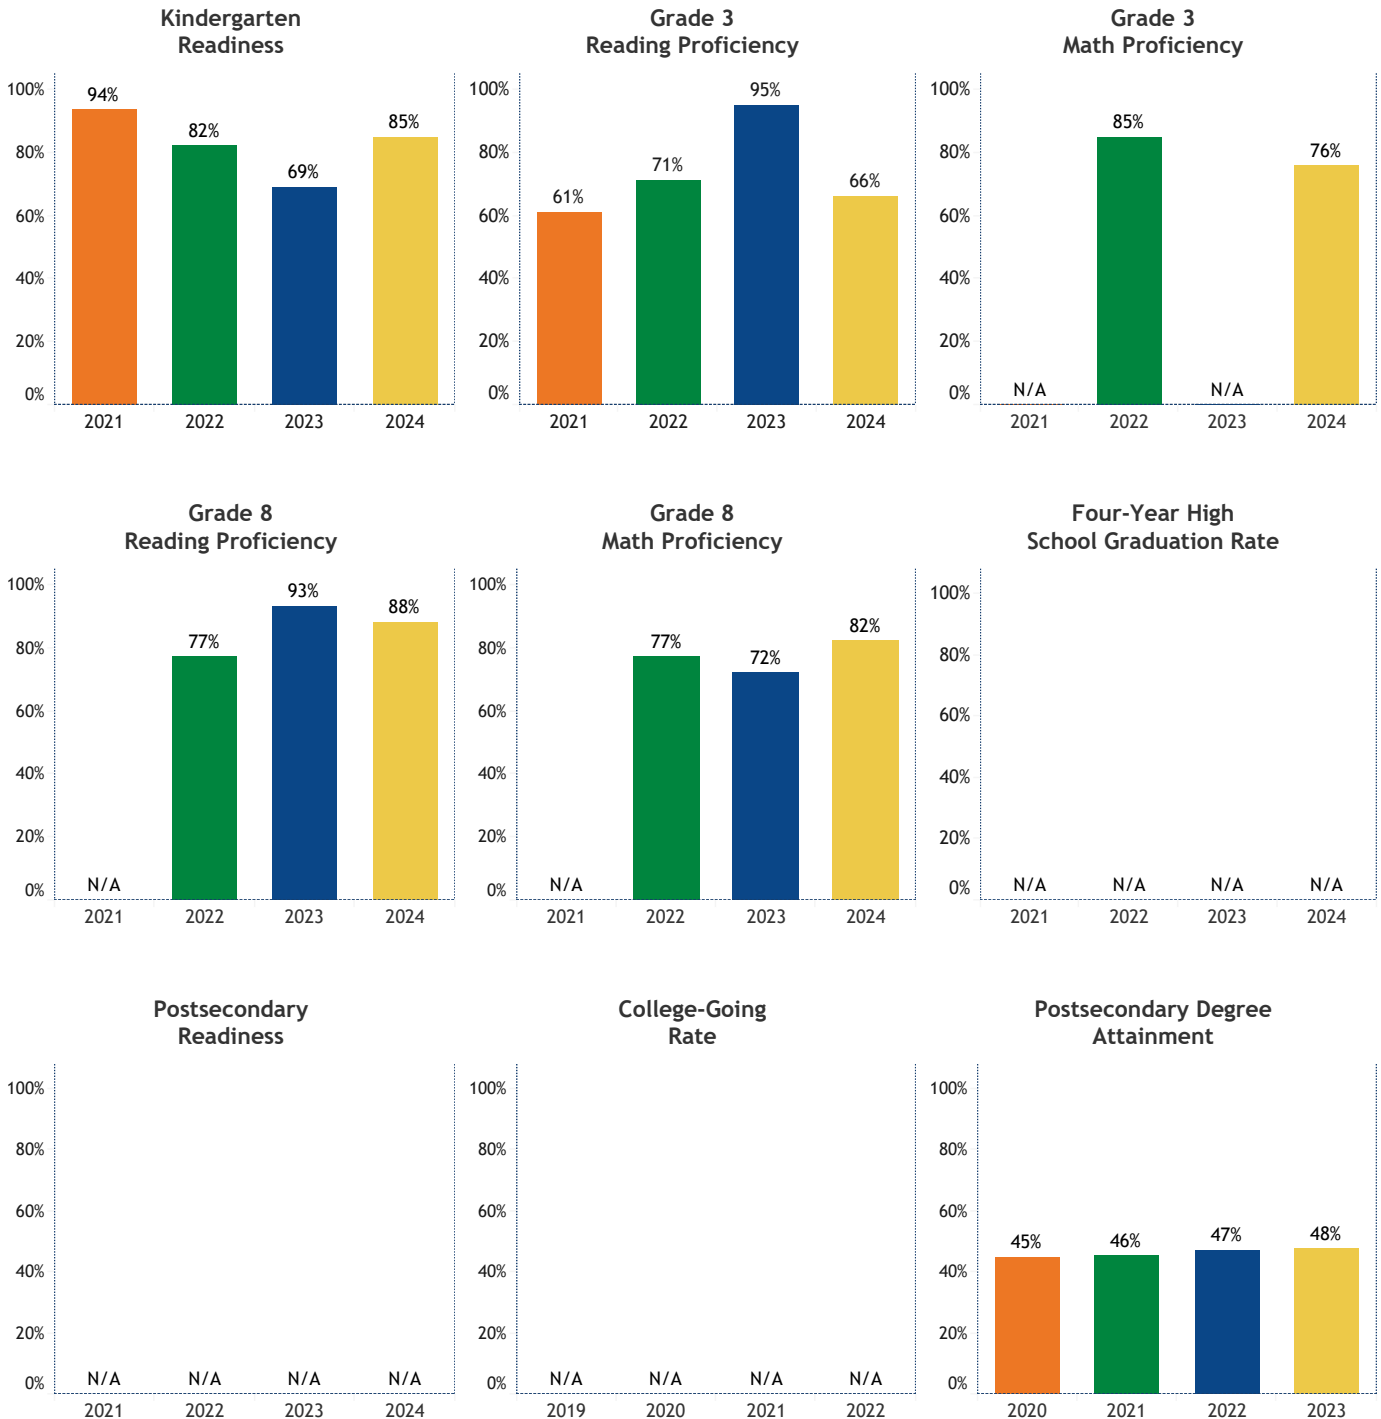 Kindergarten
Readiness
100%
80%
60%
40%
20%
0%
94%
82%
69%
85%
2021 2022 2023 2024
Grade 3
Reading Proficiency
100%
80%
60%
40%
20%
0%
61%
71%
95%
66%
2021 2022 2023 2024
Grade 3
Math Proficiency
100%
80%
60%
40%
20%
0%
N/A
85%
N/A
76%
2021 2022 2023 2024
Grade 8
Reading Proficiency
100%
80%
60%
40%
20%
0%
N/A
77%
93%
88%
2021 2022 2023 2024
Grade 8
Math Proficiency
100%
80%
60%
40%
20%
0%
N/A
77%
72%
82%
2021 2022 2023 2024
Four-Year High
School Graduation Rate
100%
80%
60%
40%
20%
0%
N/A N/A N/A N/A
2021 2022 2023 2024
Postsecondary
Readiness
100%
80%
60%
40%
20%
0%
N/A N/A N/A N/A
2021 2022 2023 2024
College-Going
Rate
100%
80%
60%
40%
20%
0%
N/A N/A N/A N/A
2019 2020 2021 2022
Postsecondary Degree
Attainment
100%
80%
60%
40%
20%
0%
45%
46%
47%
48%
2020 2021 2022 2023